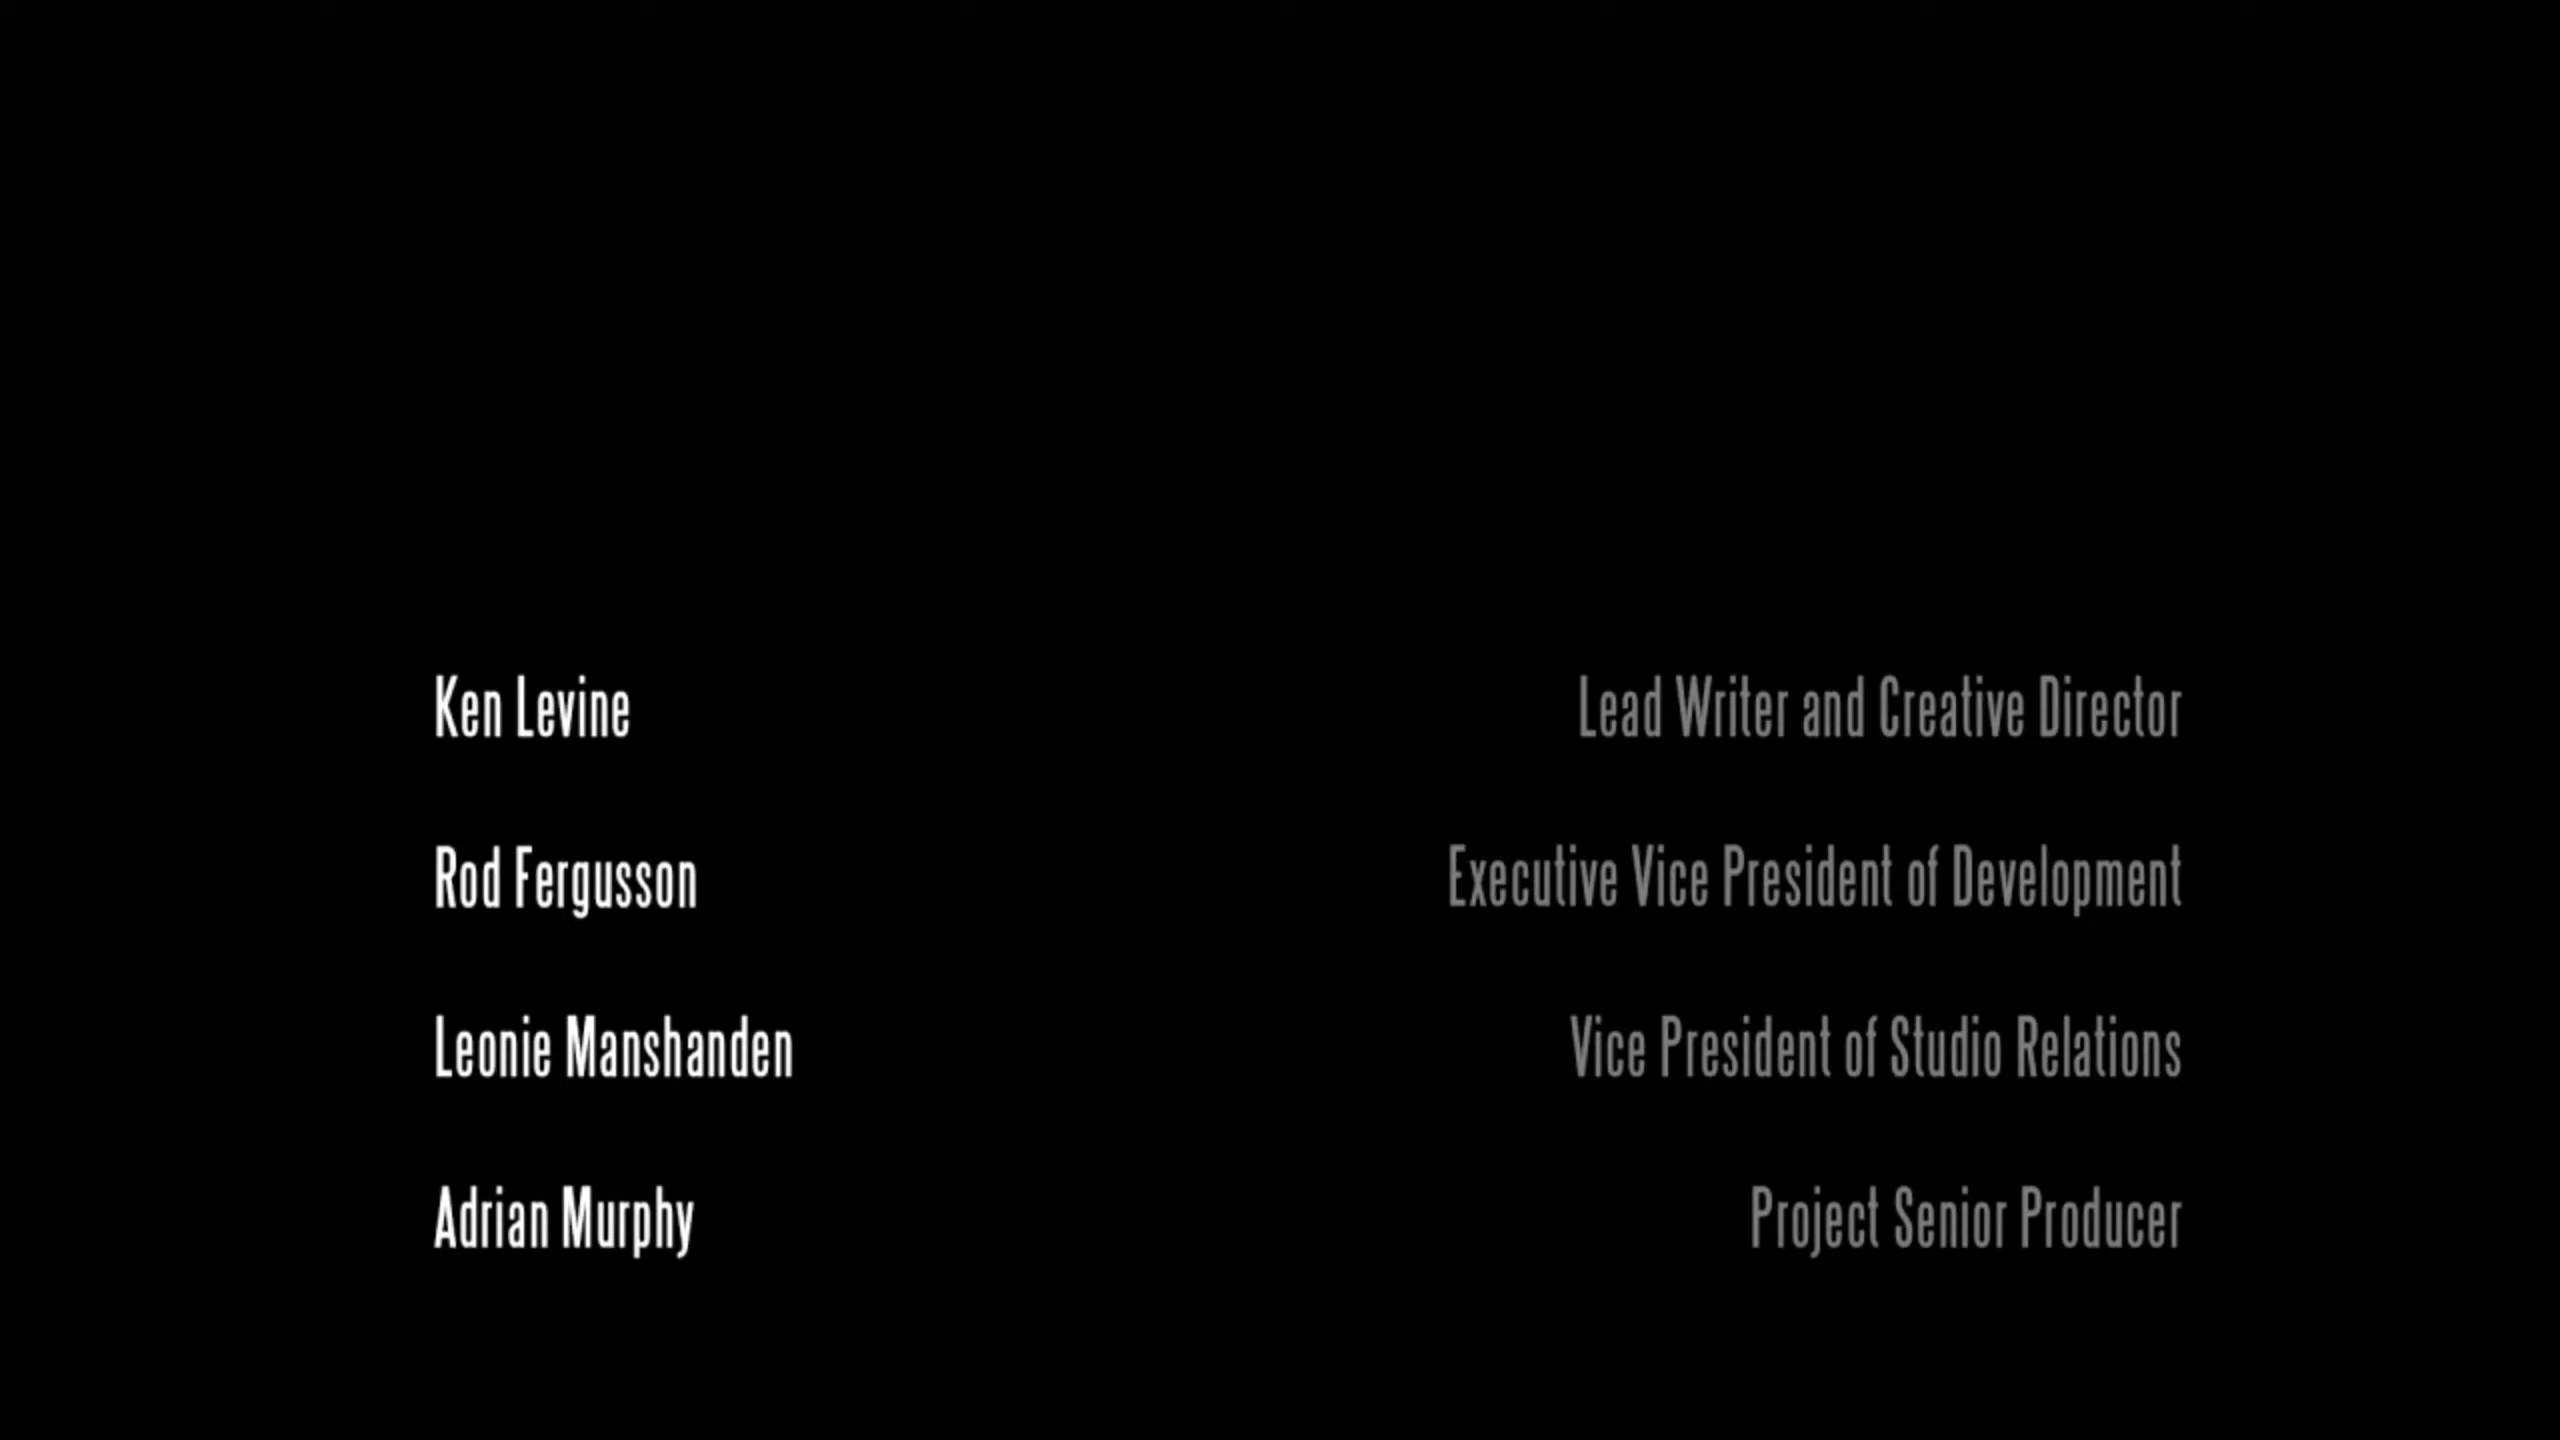 Ken Levine Lead Writer and Creative Director
Rod Fergusson Executive Vice President of Development
Leonie Manshanden Vice President of Studio Relations
Adrian Murphy Project Senior Producer